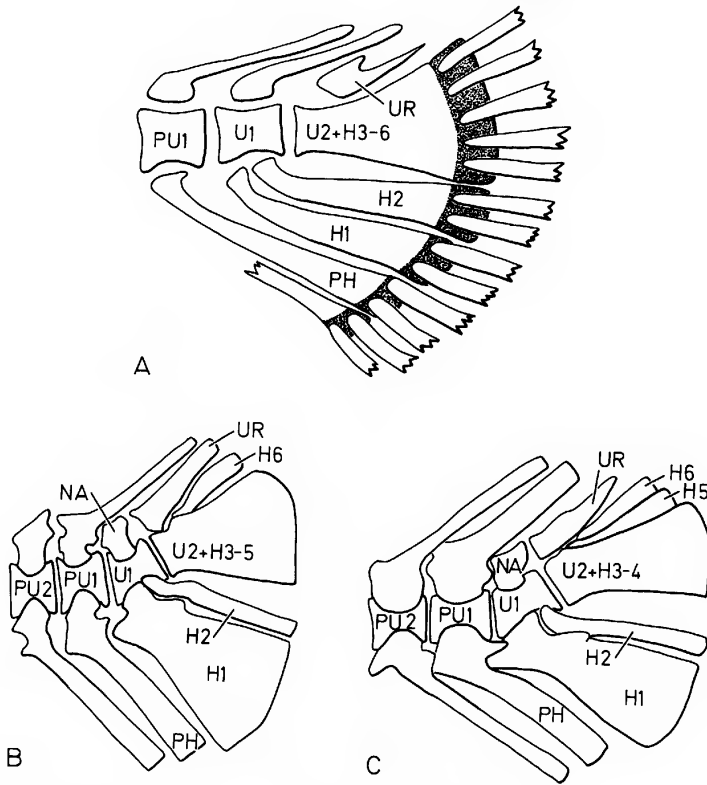 UR
PU1
U1
U2+H3-6
H2
H1
PH
A
UR
H6
NA
U2+H3-5
PU2
PU1
U1
H2
H1
PH
B
UR
H6
H5
NA
U2+H3-4
PU2
PU1
U1
H2
H1
PH
C